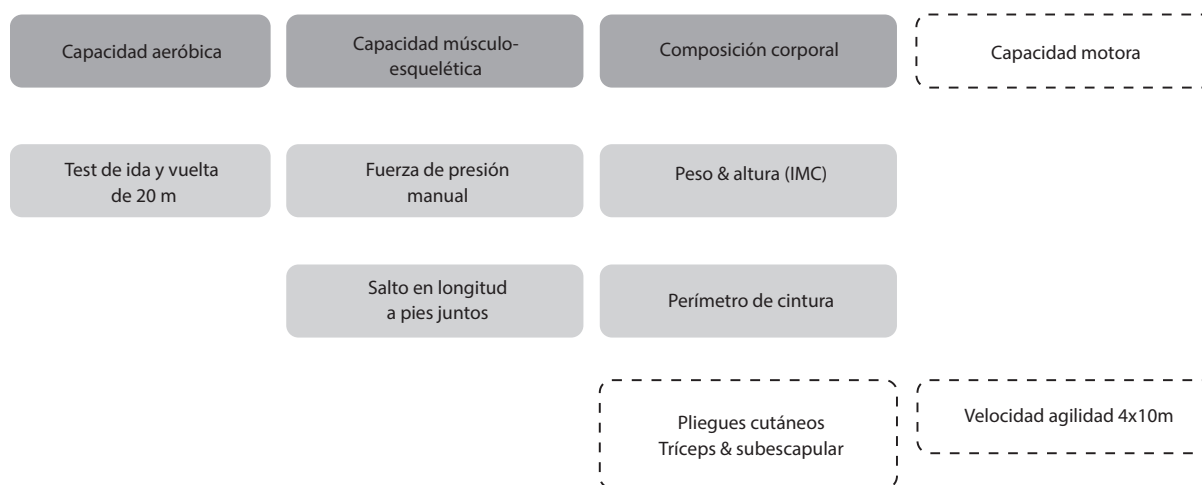 Capacidad aeróbica
Capacidad músculo-
esquelética
Composición corporal
Capacidad motora
Test de ida y vuelta
de 20 m
Fuerza de presión
manual
Peso & altura (IMC)
Salto en longitud
a pies juntos
Perímetro de cintura
Pliegues cutáneos
Tríceps & subescapular
Velocidad agilidad 4x10m